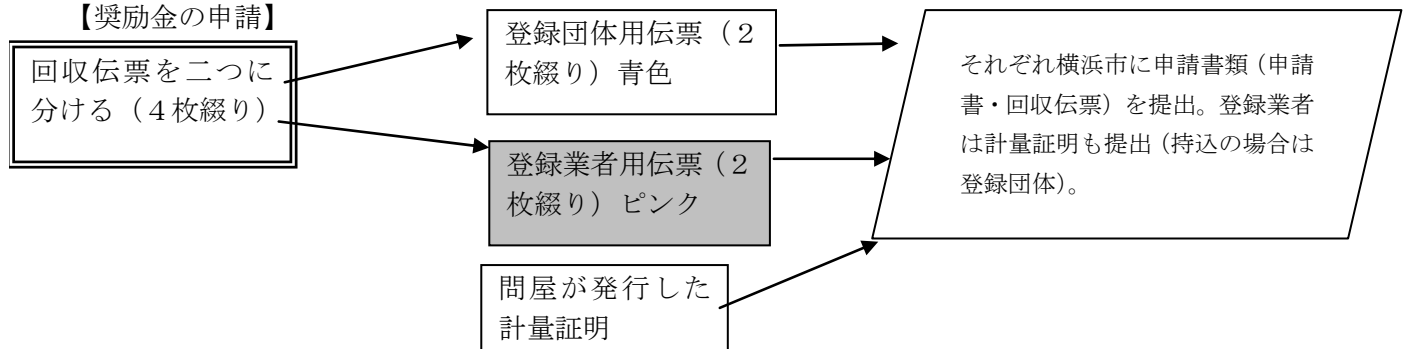 【奨励金の申請】
回収伝票を二つに
分ける（４枚綴り）
登録団体用伝票（２
枚綴り）青色
登録業者用伝票（２
枚綴り）ピンク
問屋が発行した
計量証明
それぞれ横浜市に申請書類（申請
書・回収伝票）を提出。登録業者
は計量証明も提出（持込の場合は
登録団体）。